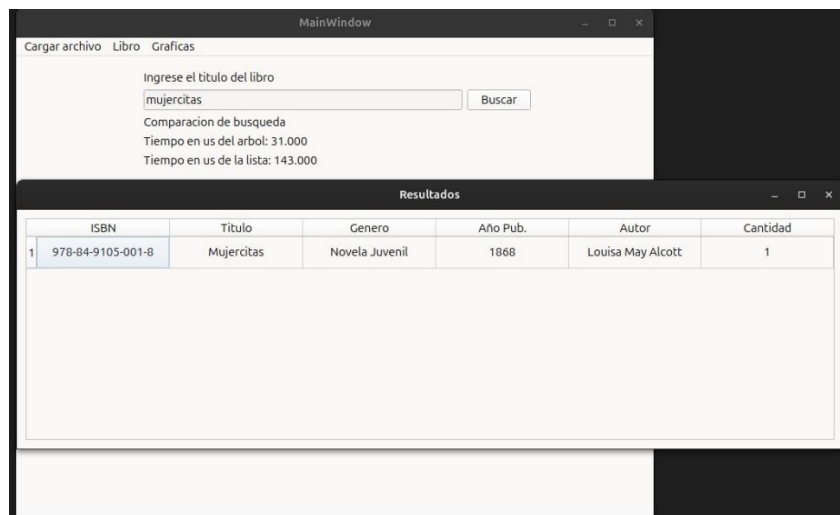 MainWindow
Cargar archivo Libro Graficas
Ingrese el titulo del libro
mujercitas Buscar
Comparacion de busqueda
Tiempo en us del arbol: 31.000
Tiempo en us de la lista: 143.000
Resultados
ISBN Titulo Genero Año Pub. Autor Cantidad
1 978-84-9105-001-8 Mujercitas Novela Juvenil 1868 Louisa May Alcott 1